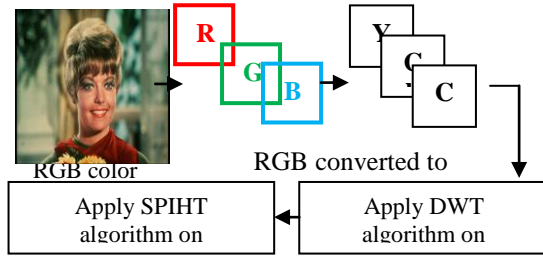 R
G
B
Y
C
C
RGB color
RGB converted to
Apply SPIHT
algorithm on
Apply DWT
algorithm on